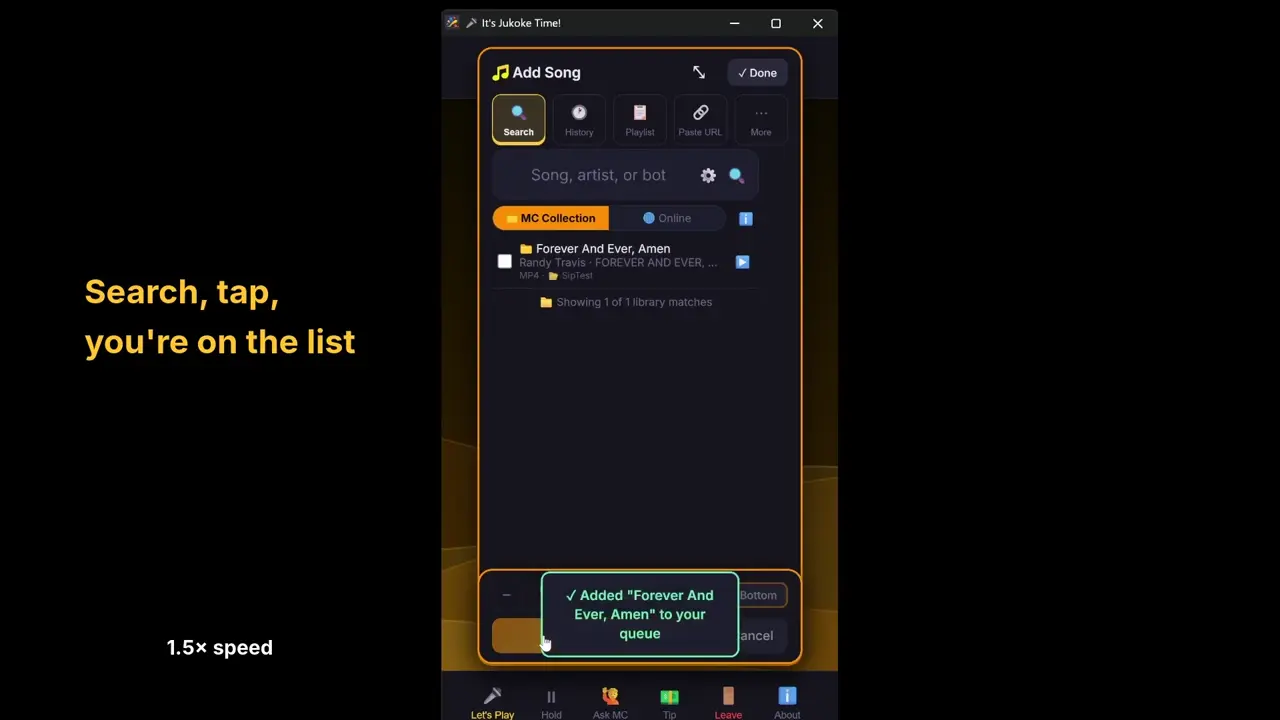 It's Jukoke Time!
Add Song
✓ Done
Search
History
Playlist
Paste URL
More
Song, artist, or bot
MC Collection
Online
Forever And Ever, Amen
Randy Travis · FOREVER AND EVER, ...
MP4 · SipTest
Showing 1 of 1 library matches
Search, tap,
you're on the list
Bottom
✓ Added "Forever And
Ever, Amen" to your
queue
ancel
1.5× speed
Let's Play
Hold
Ask MC
Tip
Leave
About